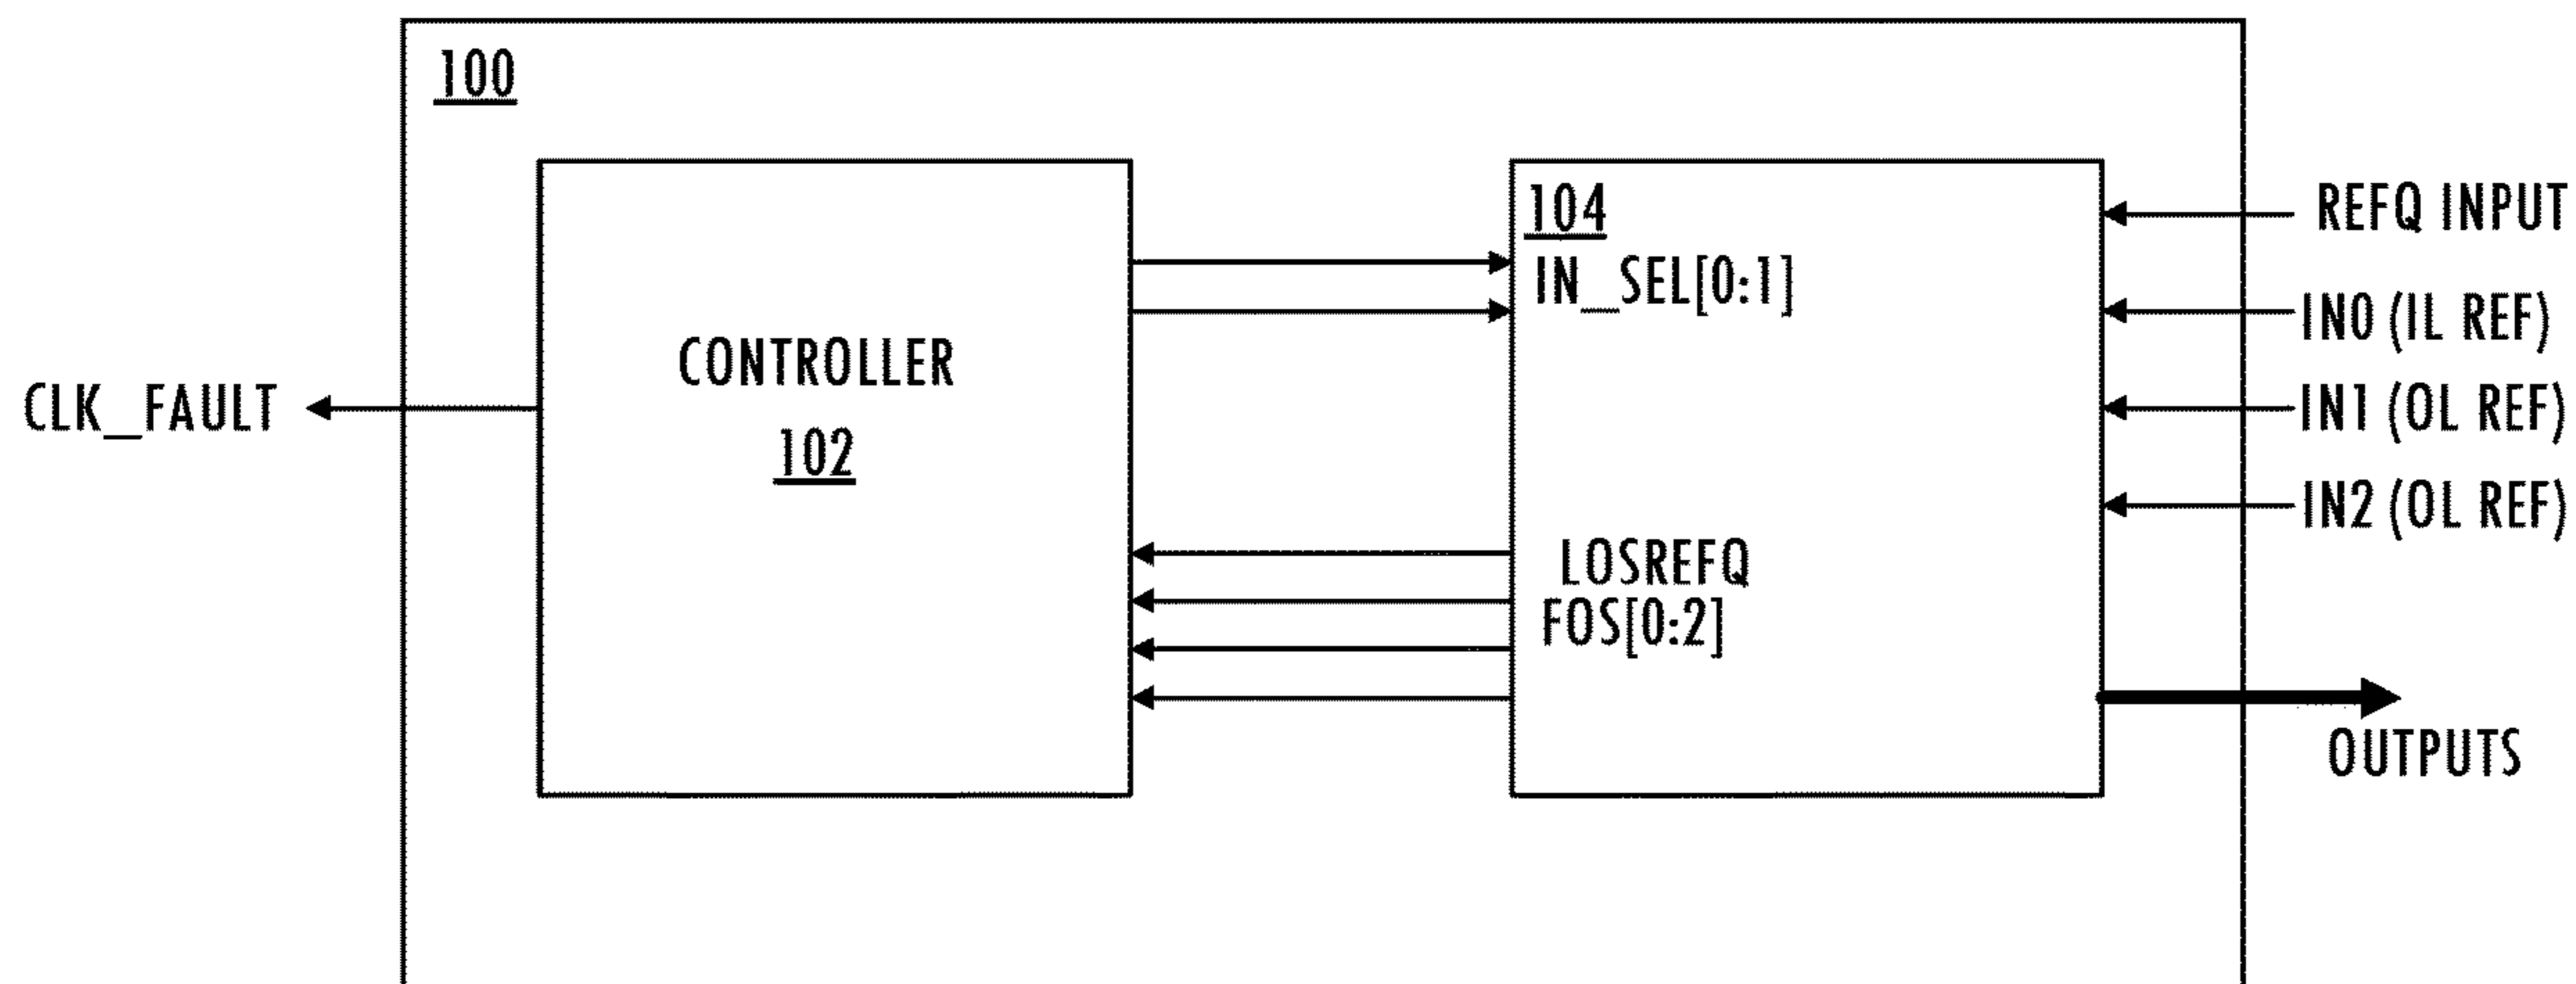 100
104
REFQ INPUT
IN_SEL[0:1]
IN0 (IL REF)
CONTROLLER
102
CLK_FAULT
IN1 (OL REF)
IN2 (OL REF)
LOSREFQ
FOS[0:2]
OUTPUTS